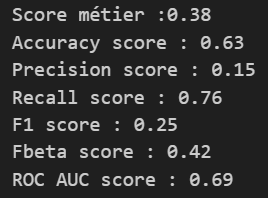 Score métier :0.38
Accuracy score : 0.63
Precision score : 0.15
Recall score : 0.76
F1 score : 0.25
Fbeta score : 0.42
ROC AUC score : 0.69